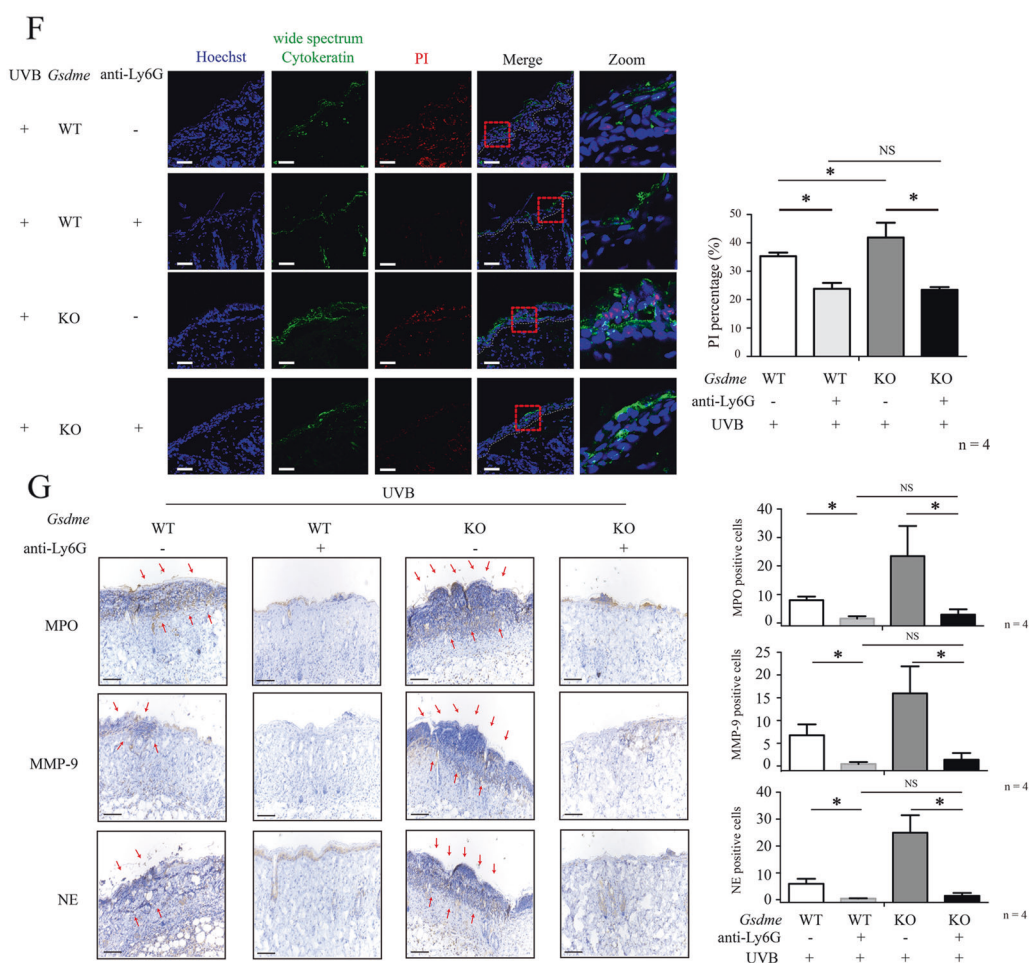 F
Hoechst wide spectrum Cytokeratin PI Merge Zoom
UVB Gsdme anti-Ly6G
+ WT -
+ WT +
+ KO -
+ KO +
NS
*
* *
PI percentage (%)
50
40
30
20
10
0
Gsdme WT WT KO KO
anti-Ly6G - + - +
UVB + + + +
n = 4
G
UVB
Gsdme WT WT KO KO
anti-Ly6G - + - +
MPO
MMP-9
NE
NS
* *
MPO positive cells
40
30
20
10
0
n = 4
NS
* *
MMP-9 positive cells
25
20
15
10
5
0
n = 4
NS
* *
NE positive cells
40
30
20
10
0
n = 4
Gsdme WT WT KO KO
anti-Ly6G - + - +
UVB + + + +